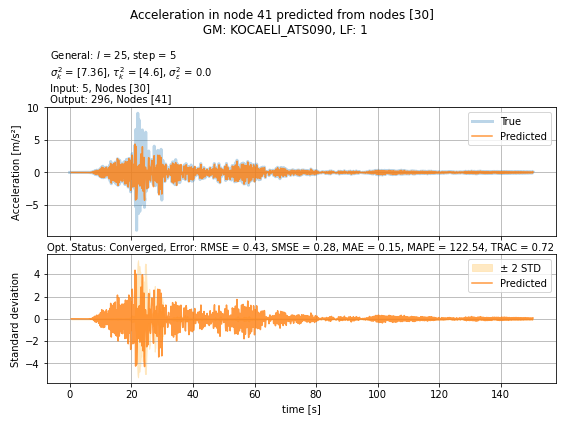 Acceleration in node 41 predicted from nodes [30]
GM: KOCAELI_ATS090, LF: 1
General: l = 25, step = 5
σ²ₖ = [7.36], τ²ₖ = [4.6], σ²ε = 0.0
Input: 5, Nodes [30]
Output: 296, Nodes [41]
10
5
0
−5
Acceleration [m/s²]
True
Predicted
Opt. Status: Converged, Error: RMSE = 0.43, SMSE = 0.28, MAE = 0.15, MAPE = 122.54, TRAC = 0.72
4
2
0
−2
−4
Standard deviation
± 2 STD
Predicted
0 20 40 60 80 100 120 140
time [s]